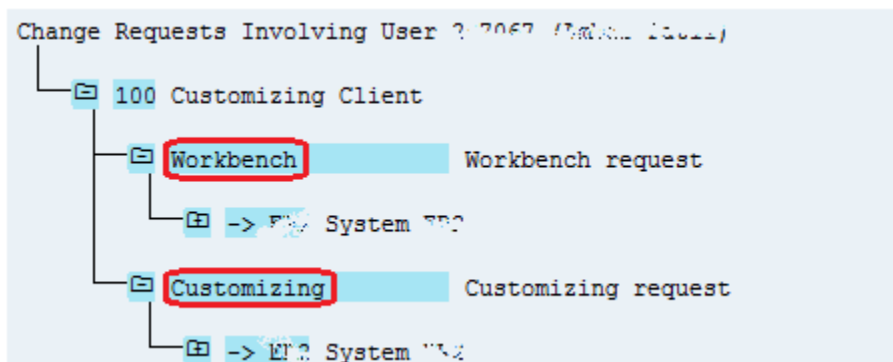 Change Requests Involving User
100 Customizing Client
Workbench Workbench request
-> System
Customizing Customizing request
-> System